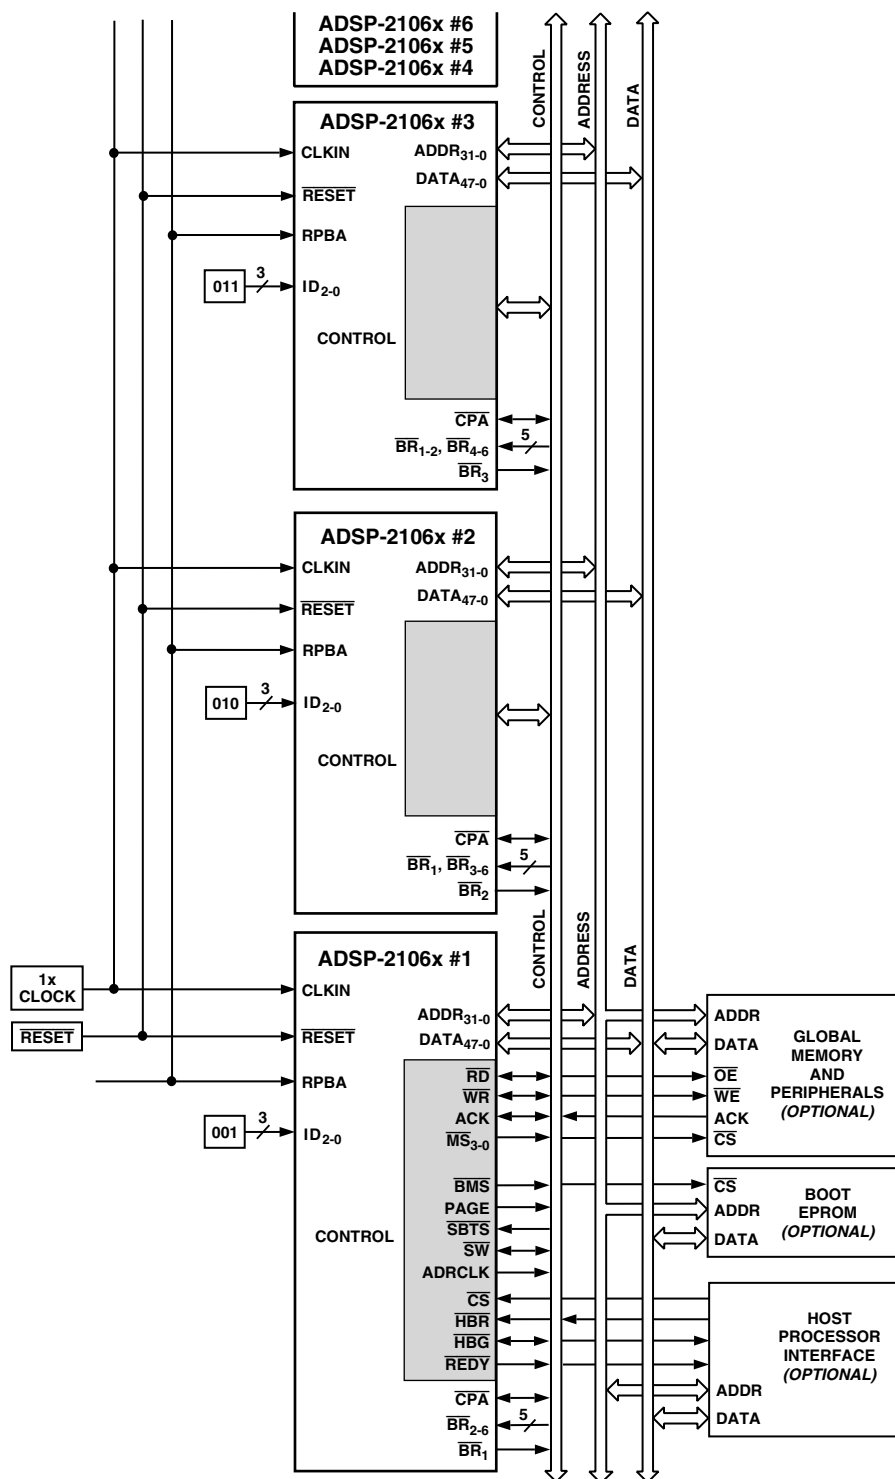 ADSP-2106x #6
ADSP-2106x #5
ADSP-2106x #4
CONTROL
ADDRESS
DATA
ADSP-2106x #3
CLKIN
ADDR31-0
DATA47-0
RESET
RPBA
011
3
ID2-0
CONTROL
CPA
BR1-2, BR4-6
5
BR3
ADSP-2106x #2
CLKIN
ADDR31-0
DATA47-0
RESET
RPBA
010
3
ID2-0
CONTROL
CPA
BR1, BR3-6
5
BR2
CONTROL
ADDRESS
DATA
ADSP-2106x #1
1x
CLOCK
CLKIN
ADDR31-0
RESET
RESET
DATA47-0
RPBA
001
3
ID2-0
RD
WR
ACK
MS3-0
BMS
PAGE
SBTS
CONTROL
SW
ADRCLK
CS
HBR
HBG
REDY
CPA
BR2-6
5
BR1
ADDR
DATA
OE
WE
ACK
CS
GLOBAL
MEMORY
AND
PERIPHERALS
(OPTIONAL)
CS
ADDR
DATA
BOOT
EPROM
(OPTIONAL)
HOST
PROCESSOR
INTERFACE
(OPTIONAL)
ADDR
DATA